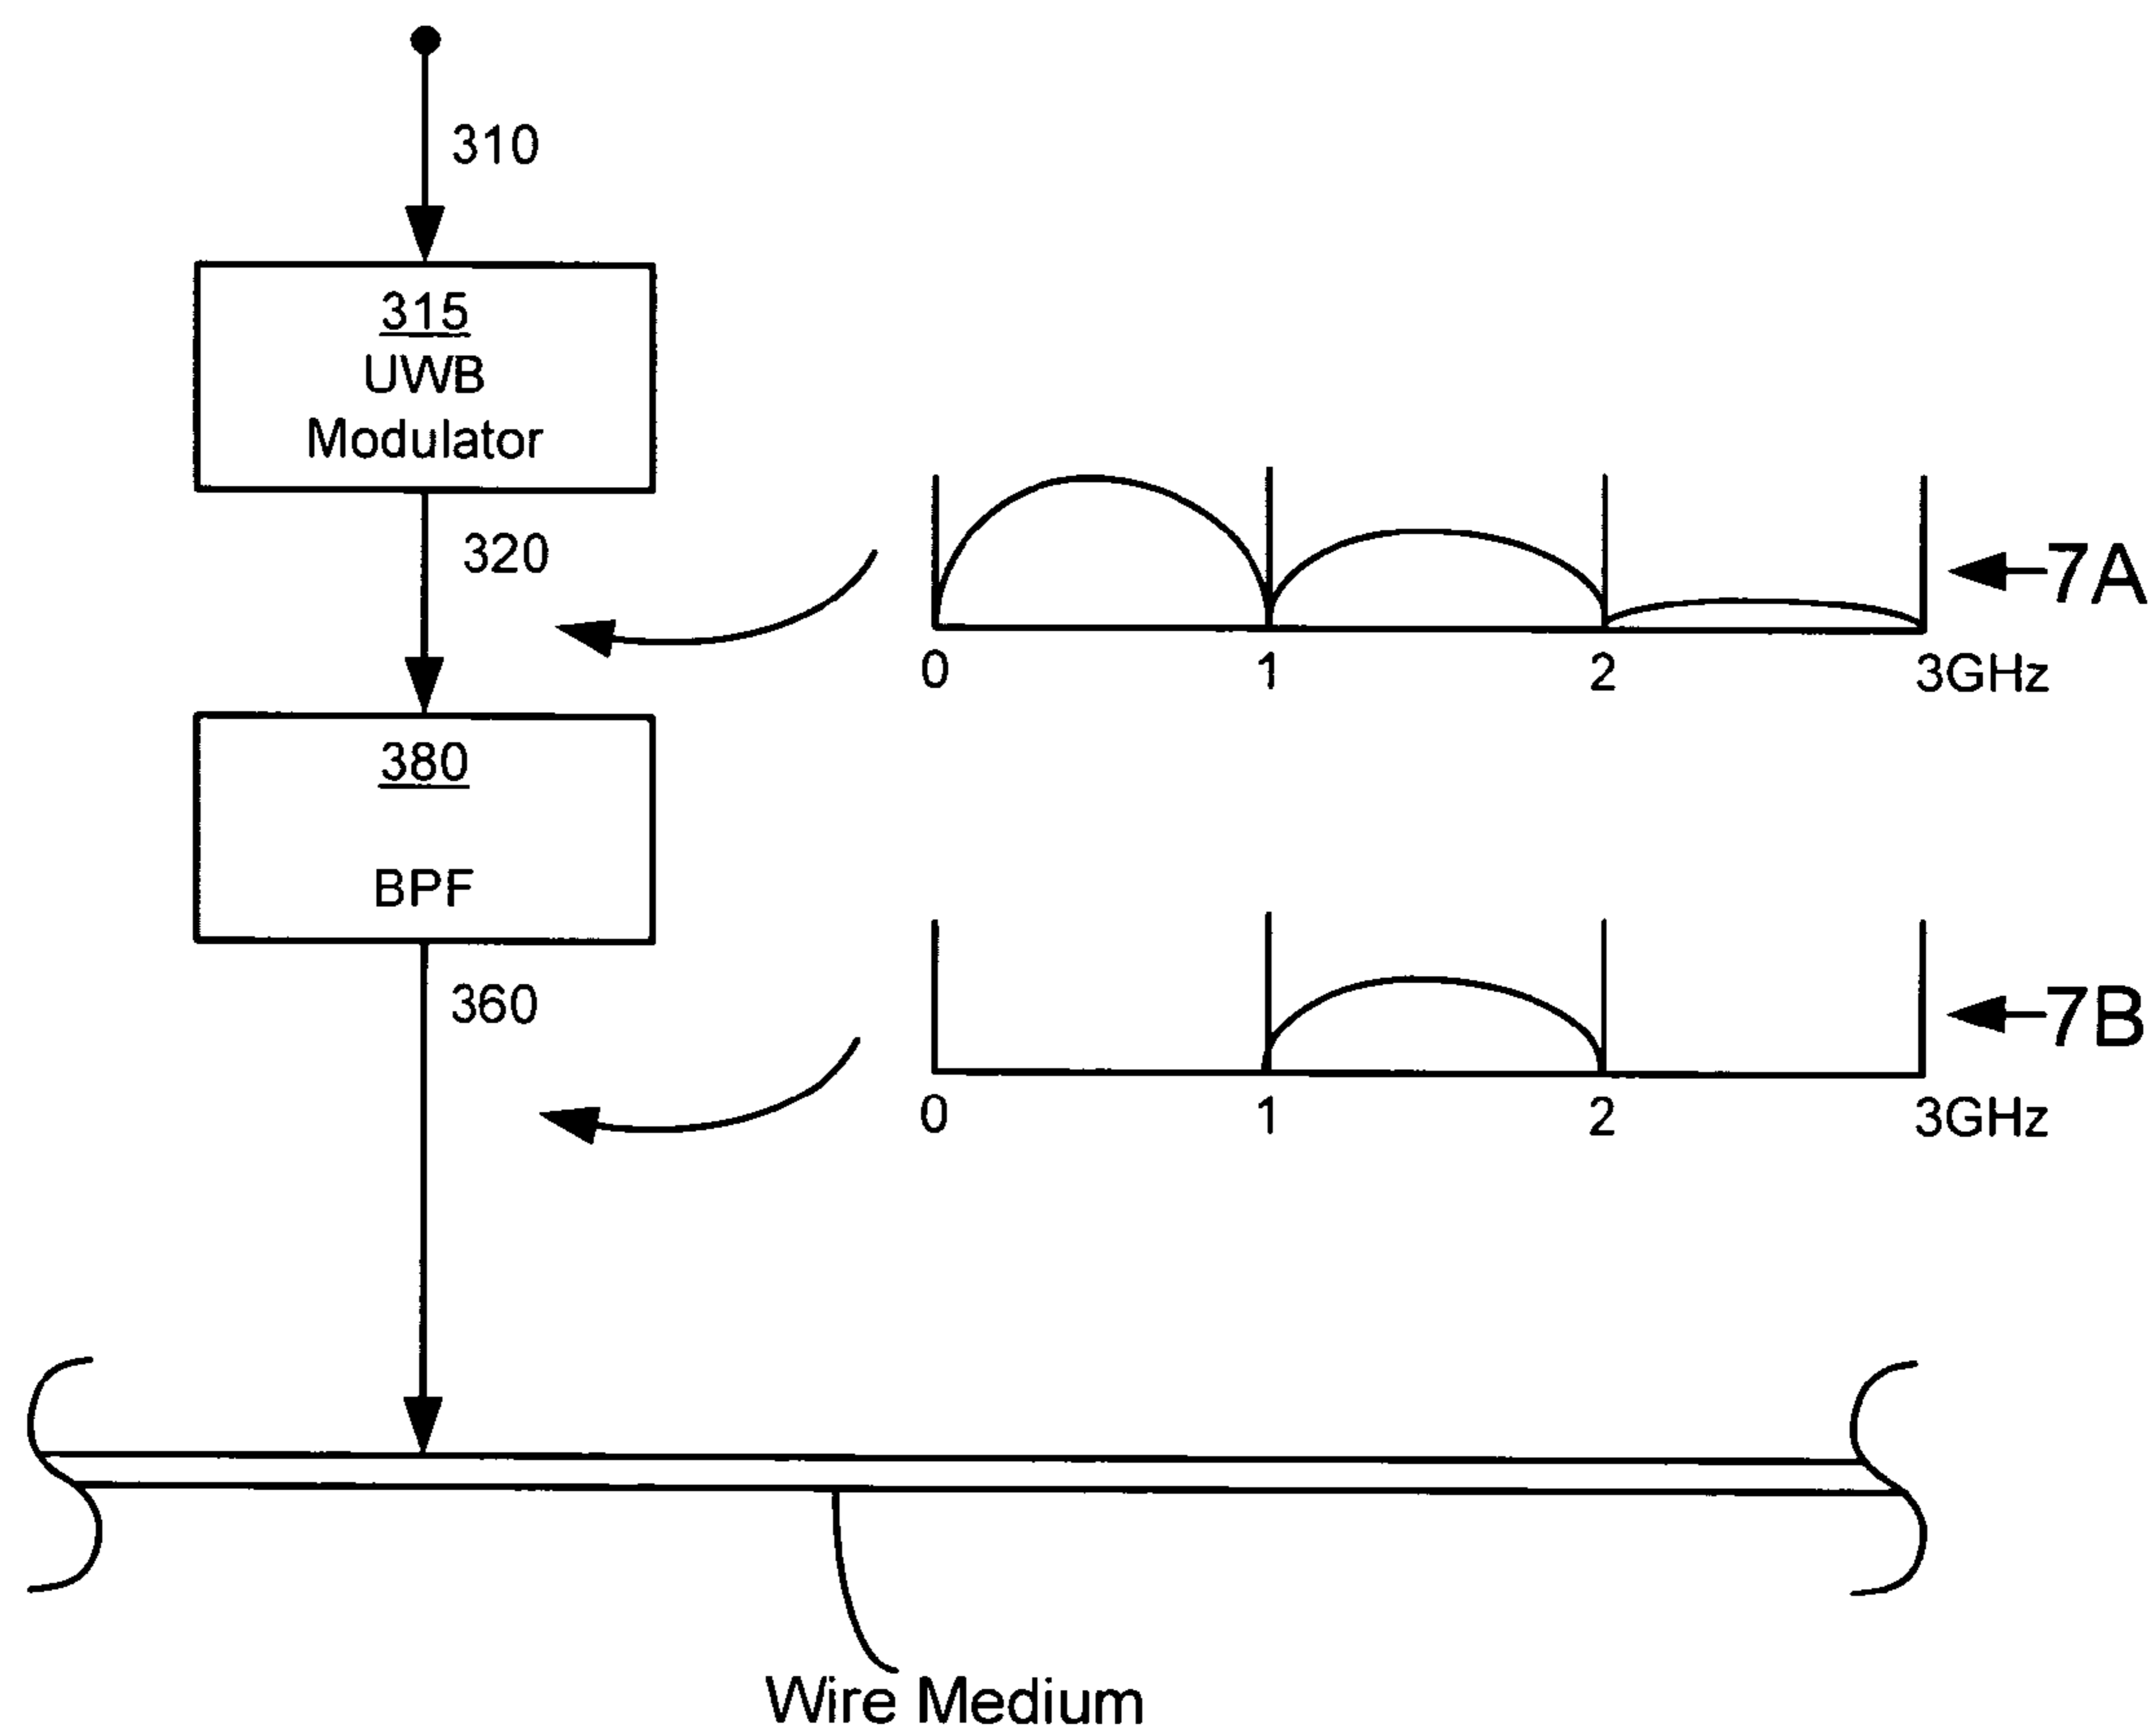 310
315
UWB
Modulator
320
7A
0 1 2 3GHz
380
BPF
360
7B
0 1 2 3GHz
Wire Medium